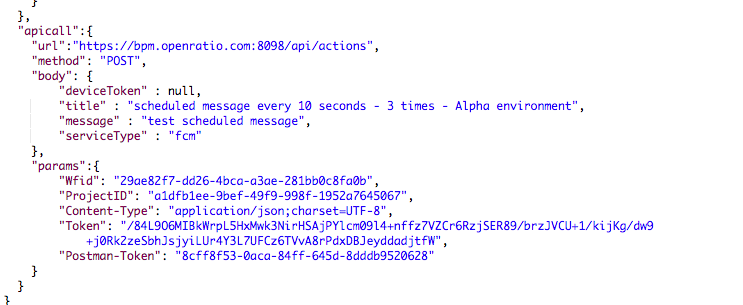 }
},
"apicall":{
"url":"https://bpm.openratio.com:8098/api/actions",
"method": "POST",
"body": {
"deviceToken" : null,
"title" : "scheduled message every 10 seconds - 3 times - Alpha environment",
"message" : "test scheduled message",
"serviceType" : "fcm"
},
"params":{
"Wfid": "29ae82f7-dd26-4bca-a3ae-281bb0c8fa0b",
"ProjectID": "a1dfb1ee-9bef-49f9-998f-1952a7645067",
"Content-Type": "application/json;charset=UTF-8",
"Token": "/84L9O6MIBkWrpL5HxMwk3NirHSAjPYlcm09l4+nffz7VZCr6RzjSER89/brzJVCU+1/kijKg/dw9
+j0Rk2zeSbhJsjyiLUr4Y3L7UFCz6TVvA8rPdxDBJeyddadjtfW",
"Postman-Token": "8cff8f53-0aca-84ff-645d-8dddb9520628"
}
}
}